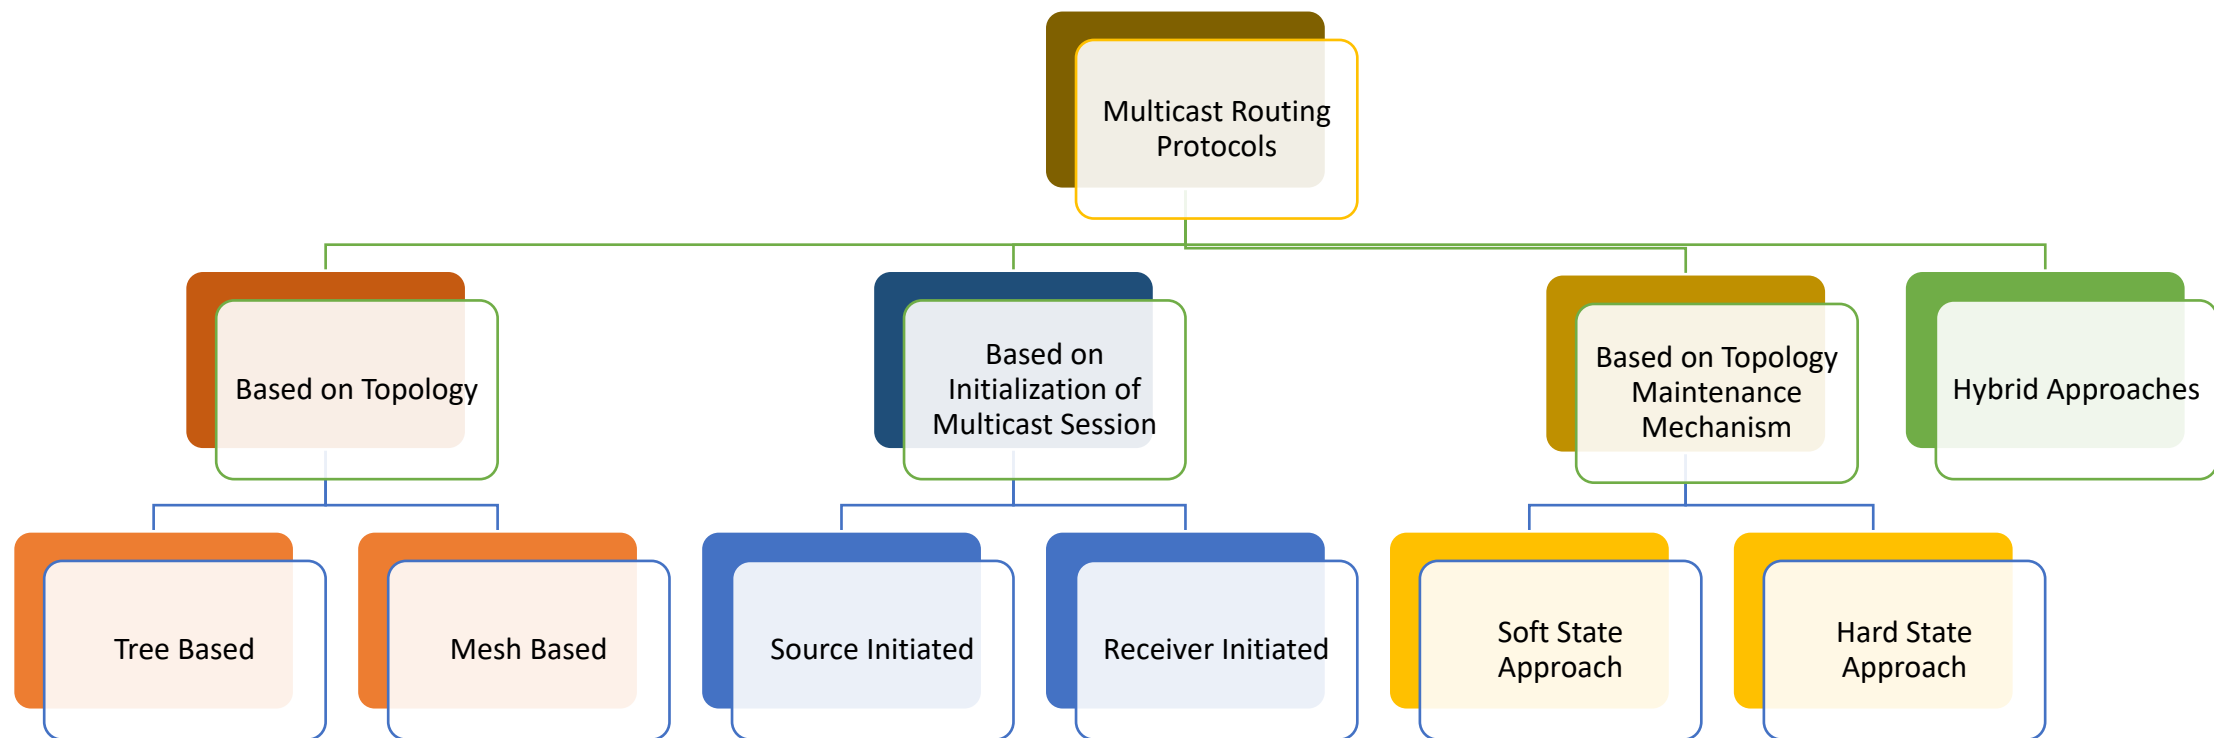 Multicast Routing
Protocols
Based on Topology
Based on
Initialization of
Multicast Session
Based on Topology
Maintenance
Mechanism
Hybrid Approaches
Tree Based
Mesh Based
Source Initiated
Receiver Initiated
Soft State
Approach
Hard State
Approach